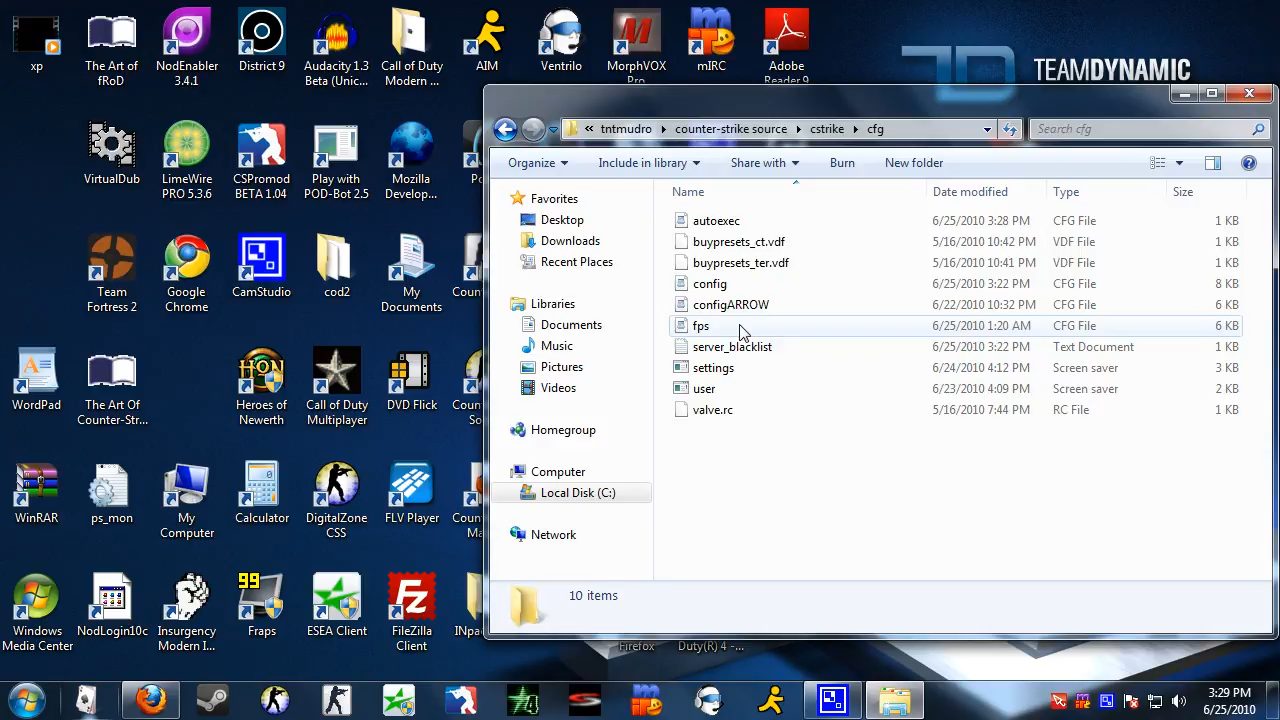 xp
The Art of fRoD
NodEnabler 3.4.1
District 9
Audacity 1.3 Beta (Unic...
Call of Duty Modern ...
AIM
Ventrilo
MorphVOX Pro
mIRC
Adobe Reader 9
TEAMDYNAMIC
VirtualDub
LimeWire PRO 5.3.6
CSPromod BETA 1.04
Play with POD-Bot 2.5
Mozilla Develop...
Team Fortress 2
Google Chrome
CamStudio
cod2
My Documents
WordPad
The Art Of Counter-Str...
HON
Heroes of Newerth
Call of Duty Multiplayer
DVD Flick
WinRAR
ps_mon
My Computer
Calculator
DigitalZone CSS
FLV Player
Windows Media Center
NodLogin10c
Insurgency Modern I...
99
Fraps
ESEA Client
FileZilla Client
Firefox
Duty(R) 4 - ...
« tntmudro counter-strike source cstrike cfg
Search cfg
Organize Include in library Share with Burn New folder
Favorites
Desktop
Downloads
Recent Places
Libraries
Documents
Music
Pictures
Videos
Homegroup
Computer
Local Disk (C:)
Network
Name Date modified Type Size
autoexec 6/25/2010 3:28 PM CFG File 1 KB
buypresets_ct.vdf 5/16/2010 10:42 PM VDF File 1 KB
buypresets_ter.vdf 5/16/2010 10:41 PM VDF File 1 KB
config 6/25/2010 3:22 PM CFG File 8 KB
configARROW 6/22/2010 10:32 PM CFG File 6 KB
fps 6/25/2010 1:20 AM CFG File 6 KB
server_blacklist 6/25/2010 3:22 PM Text Document 1 KB
settings 6/24/2010 4:12 PM Screen saver 3 KB
user 6/23/2010 4:09 PM Screen saver 2 KB
valve.rc 5/16/2010 7:44 PM RC File 1 KB
10 items
3:29 PM
6/25/2010